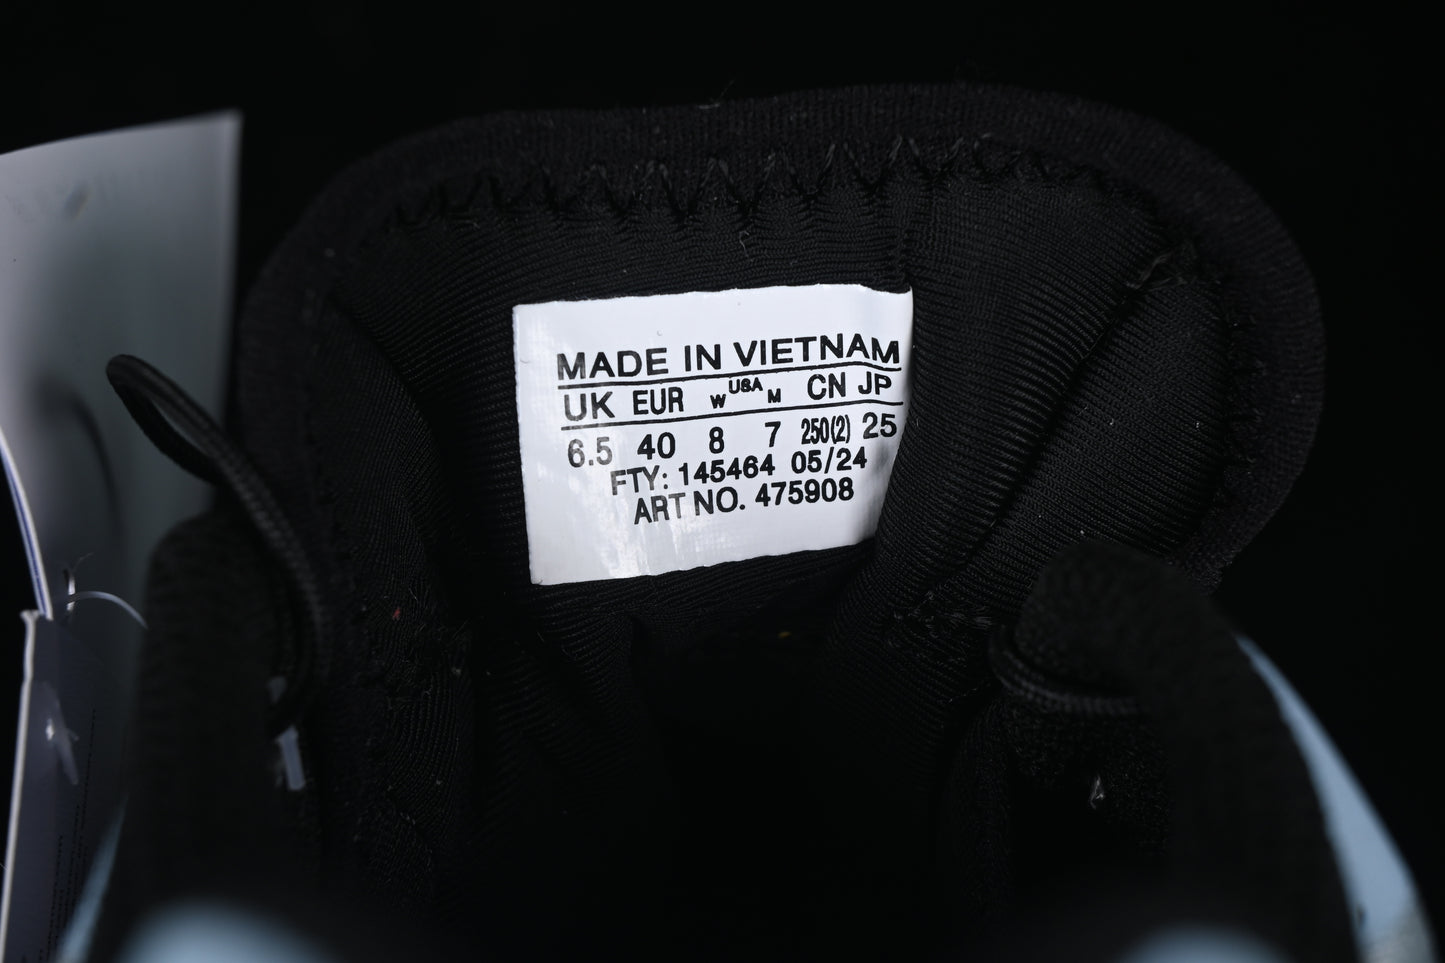 MADE IN VIETNAM
UK EUR W USA M CN JP
6.5 40 8 7 250(2) 25
FTY: 145464 05/24
ART NO. 475908